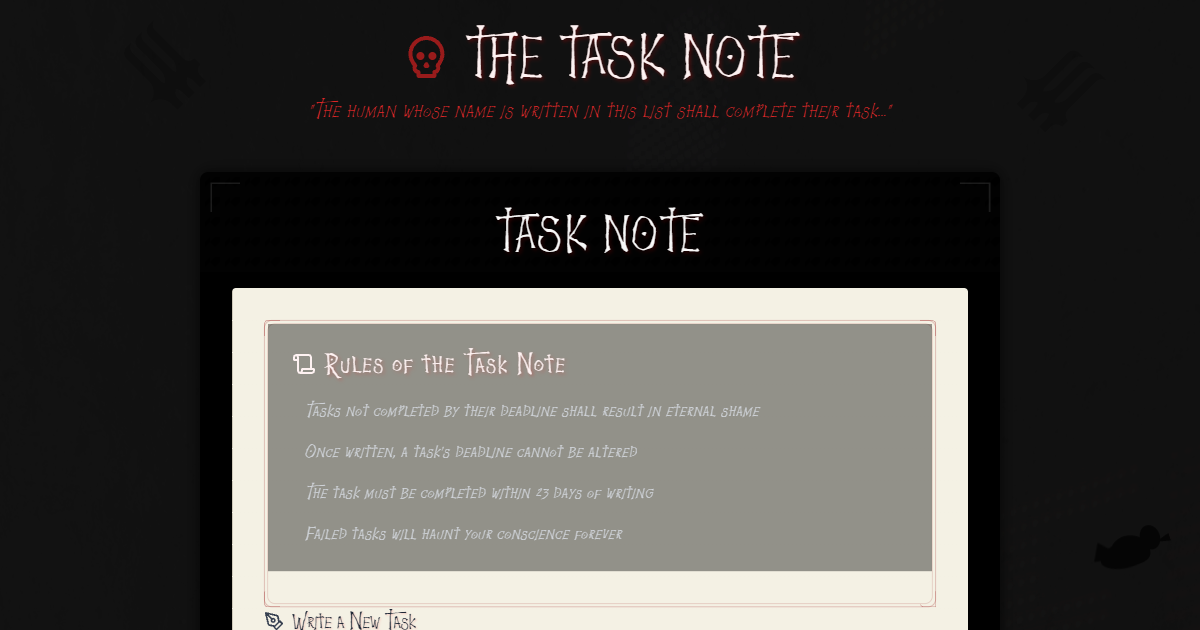 THE TASK NOTE
"The human whose name is written in this list shall complete their task..."
TASK NOTE
Rules of the Task Note
Tasks not completed by their deadline shall result in eternal shame
Once written, a task's deadline cannot be altered
The task must be completed within 23 days of writing
Failed tasks will haunt your conscience forever
Write a New Task